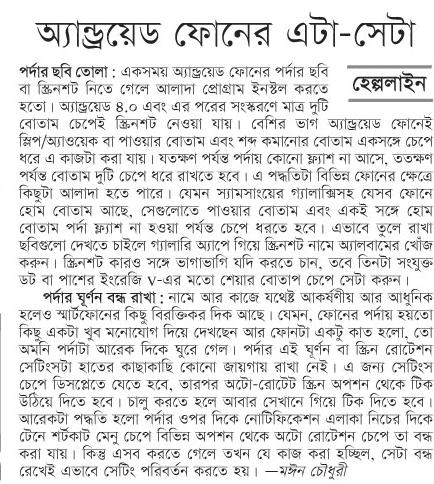 অ্যান্ড্রয়েড ফোনের এটা-সেটা
হেল্পলাইন
পর্দার ছবি তোলা : একসময় অ্যান্ড্রয়েড ফোনের পর্দার ছবি
বা স্ক্রিনশট নিতে গেলে আলাদা প্রোগ্রাম ইনস্টল করতে
হতো। অ্যান্ড্রয়েড ৪.০ এবং এর পরের সংস্করণে মাত্র দুটি
বোতাম চেপেই স্ক্রিনশট নেওয়া যায়। বেশির ভাগ অ্যান্ড্রয়েড ফোনেই
স্লিপ/অ্যাওয়েক বা পাওয়ার বোতাম এবং শব্দ কমানোর বোতাম একসঙ্গে চেপে
ধরে এ কাজটা করা যায়। যতক্ষণ পর্যন্ত পর্দায় কোনো ফ্ল্যাশ না আসে, ততক্ষণ
পর্যন্ত বোতাম দুটি চেপে ধরে রাখতে হবে। এ পদ্ধতিটা বিভিন্ন ফোনের ক্ষেত্রে
কিছুটা আলাদা হতে পারে। যেমন স্যামসাংয়ের গ্যালাক্সিসহ যেসব ফোনে
হোম বোতাম আছে, সেগুলোতে পাওয়ার বোতাম এবং একই সঙ্গে হোম
বোতাম পর্দা ফ্ল্যাশ না হওয়া পর্যন্ত চেপে ধরতে হবে। এভাবে তুলে রাখা
ছবিগুলো দেখতে চাইলে গ্যালারি অ্যাপে গিয়ে স্ক্রিনশট নামে অ্যালবামের খোঁজ
করুন। স্ক্রিনশট কারও সঙ্গে ভাগাভাগি যদি করতে চান, তবে তিনটা সংযুক্ত
ডট বা পাশের ইংরেজি V-এর মতো শেয়ার বোতাপ চেপে সেটা করুন।
পর্দার ঘূর্ণন বন্ধ রাখা : নামে আর কাজে যথেষ্ট আকর্ষণীয় আর আধুনিক
হলেও স্মার্টফোনের কিছু বিরক্তিকর দিক আছে। যেমন, ফোনের পর্দায় হয়তো
কিছু একটা খুব মনোযোগ দিয়ে দেখছেন আর ফোনটা একটু কাত হলো, তো
অমনি পর্দাটা আরেক দিকে ঘুরে গেল। পর্দার এই ঘূর্ণন বা স্ক্রিন রোটেশন
সেটিংসটা হাতের কাছাকাছি কোনো জায়গায় রাখা নেই। এ জন্য সেটিংস
চেপে ডিসপ্লেতে যেতে হবে, তারপর অটো-রোটেট স্ক্রিন অপশন থেকে টিক
উঠিয়ে দিতে হবে। চালু করতে হলে আবার সেখানে গিয়ে টিক দিতে হবে।
আরেকটা পদ্ধতি হলো পর্দার ওপর দিকে নোটিফিকেশন এলাকা নিচের দিকে
টেনে শর্টকাট মেনু চেপে বিভিন্ন অপশন থেকে অটো রোটেশন চেপে তা বন্ধ
করা যায়। কিন্তু এসব করতে গেলে তখন যে কাজ করা হচ্ছিল, সেটা বন্ধ
রেখেই এভাবে সেটিং পরিবর্তন করতে হয়। —মঈন চৌধুরী